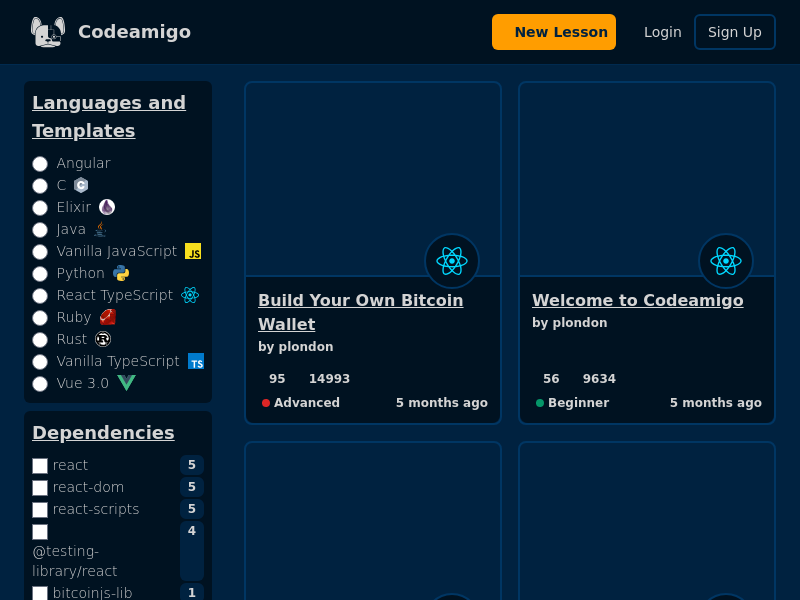 Codeamigo
New Lesson
Login
Sign Up
Languages and
Templates
Angular
C
Elixir
Java
Vanilla JavaScript
JS
Python
React TypeScript
Ruby
Rust
Vanilla TypeScript
TS
Vue 3.0
Dependencies
react 5
react-dom 5
react-scripts 5
4
@testing-
library/react
bitcoinjs-lib 1
Build Your Own Bitcoin
Wallet
by plondon
95 14993
Advanced 5 months ago
Welcome to Codeamigo
by plondon
56 9634
Beginner 5 months ago